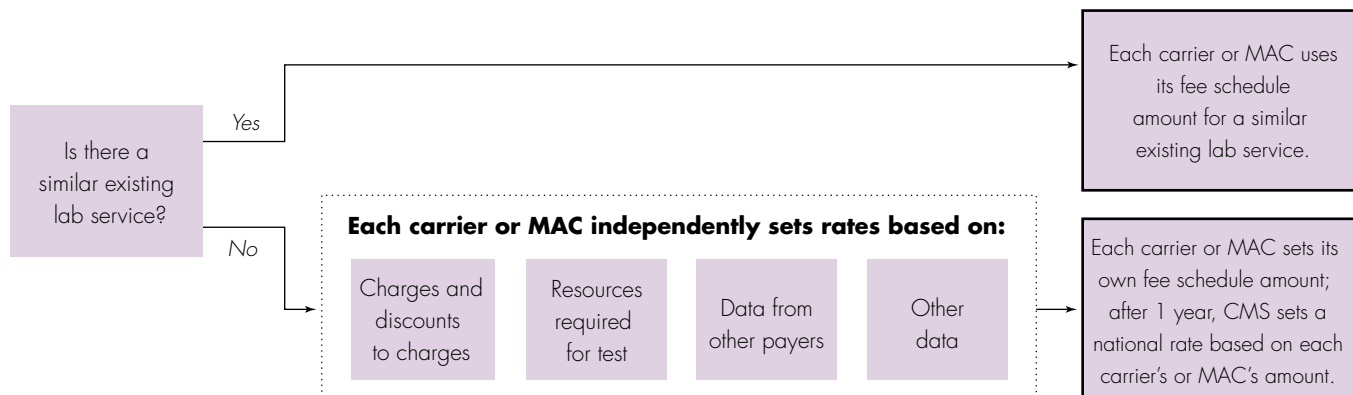 Is there a
similar existing
lab service?
Yes
Each carrier or MAC uses
its fee schedule
amount for a similar
existing lab service.
No
Each carrier or MAC independently sets rates based on:
Charges and
discounts
to charges
Resources
required
for test
Data from
other payers
Other
data
Each carrier or MAC sets its
own fee schedule amount;
after 1 year, CMS sets a
national rate based on each
carrier's or MAC's amount.